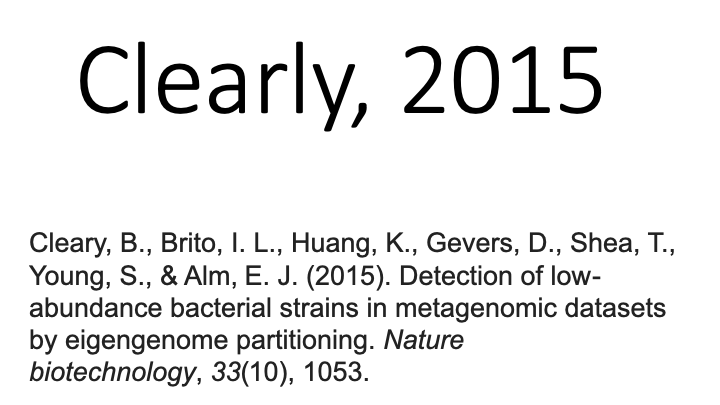 Clearly, 2015
Cleary, B., Brito, I. L., Huang, K., Gevers, D., Shea, T.,
Young, S., & Alm, E. J. (2015). Detection of low-
abundance bacterial strains in metagenomic datasets
by eigengenome partitioning. Nature
biotechnology, 33(10), 1053.